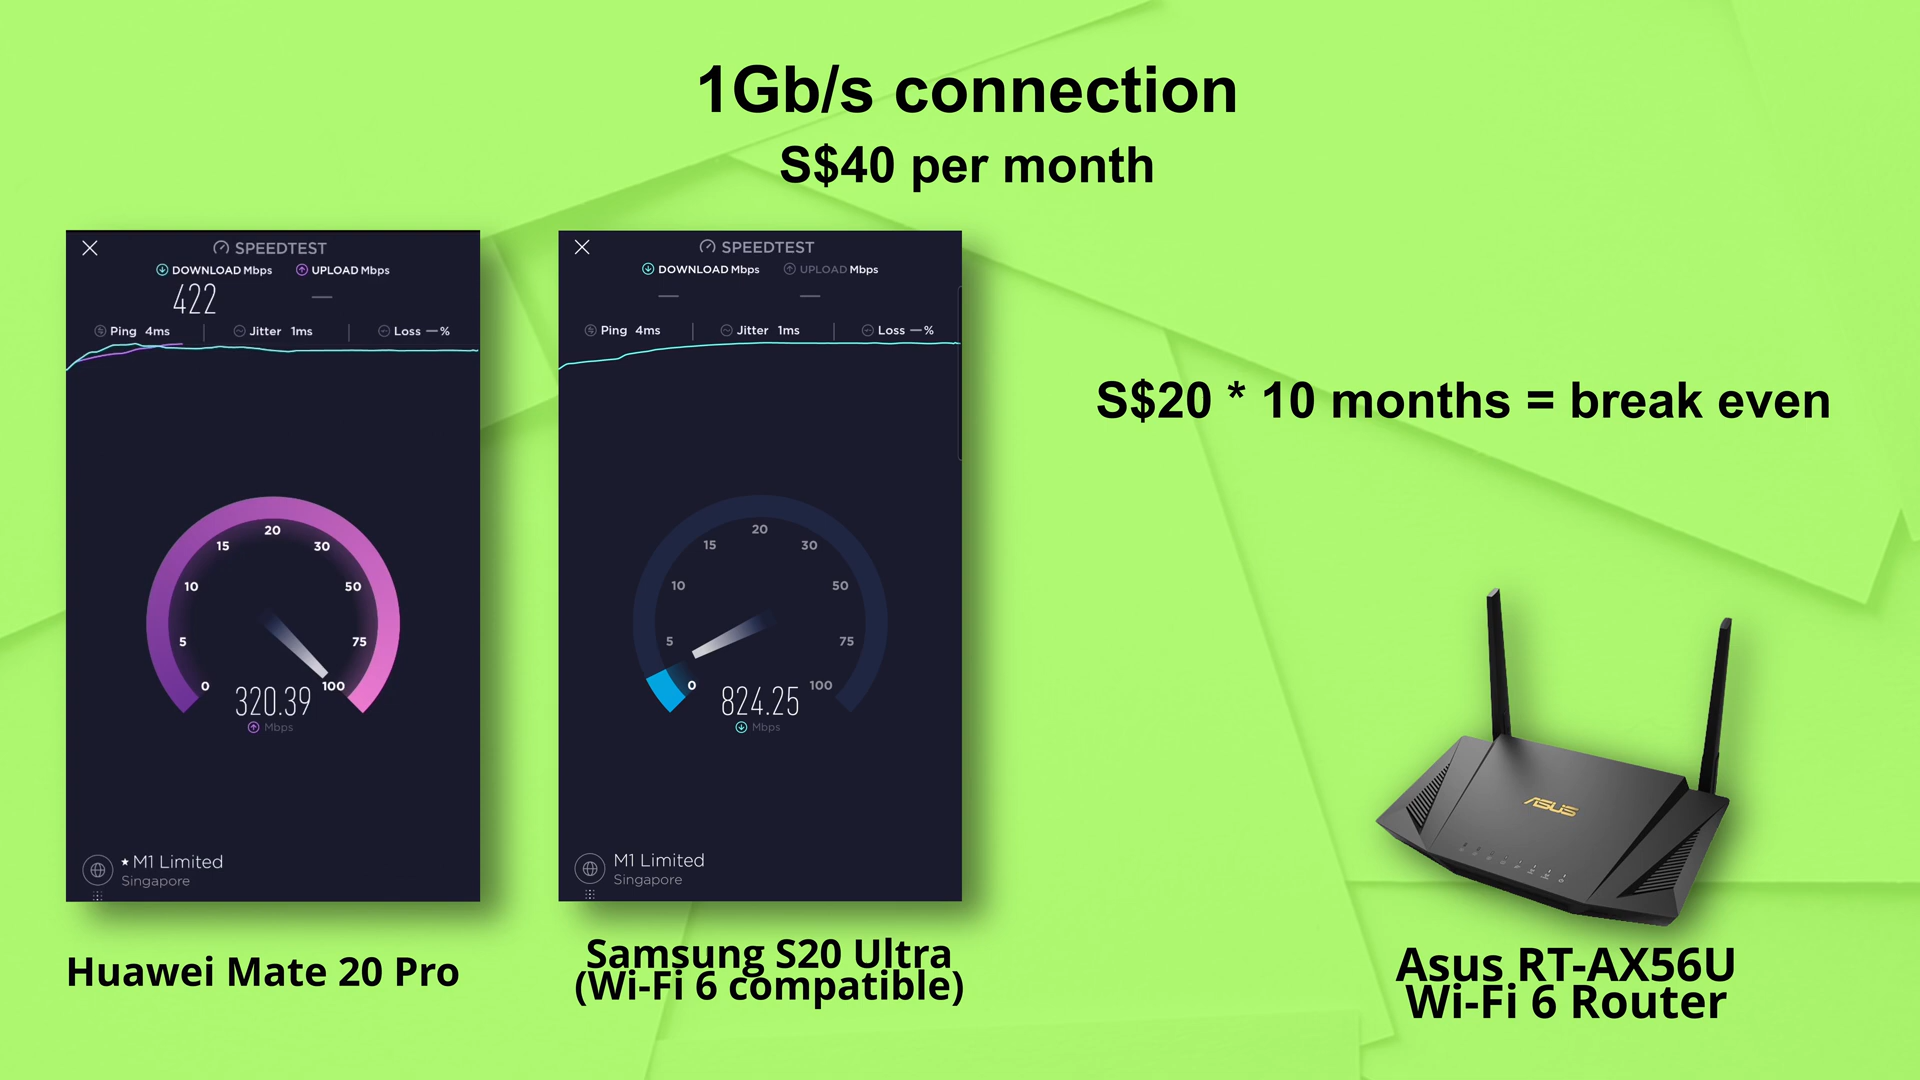 1Gb/s connection
S$40 per month
SPEEDTEST
DOWNLOAD Mbps UPLOAD Mbps
422 —
Ping 4ms Jitter 1ms Loss — %
20
15 30
10 50
5 75
0 100
320.39
Mbps
★ M1 Limited
Singapore
Huawei Mate 20 Pro
SPEEDTEST
DOWNLOAD Mbps UPLOAD Mbps
— —
Ping 4ms Jitter 1ms Loss — %
20
15 30
10 50
5 75
0 100
824.25
Mbps
M1 Limited
Singapore
Samsung S20 Ultra
(Wi-Fi 6 compatible)
S$20 * 10 months = break even
ASUS
Asus RT-AX56U
Wi-Fi 6 Router